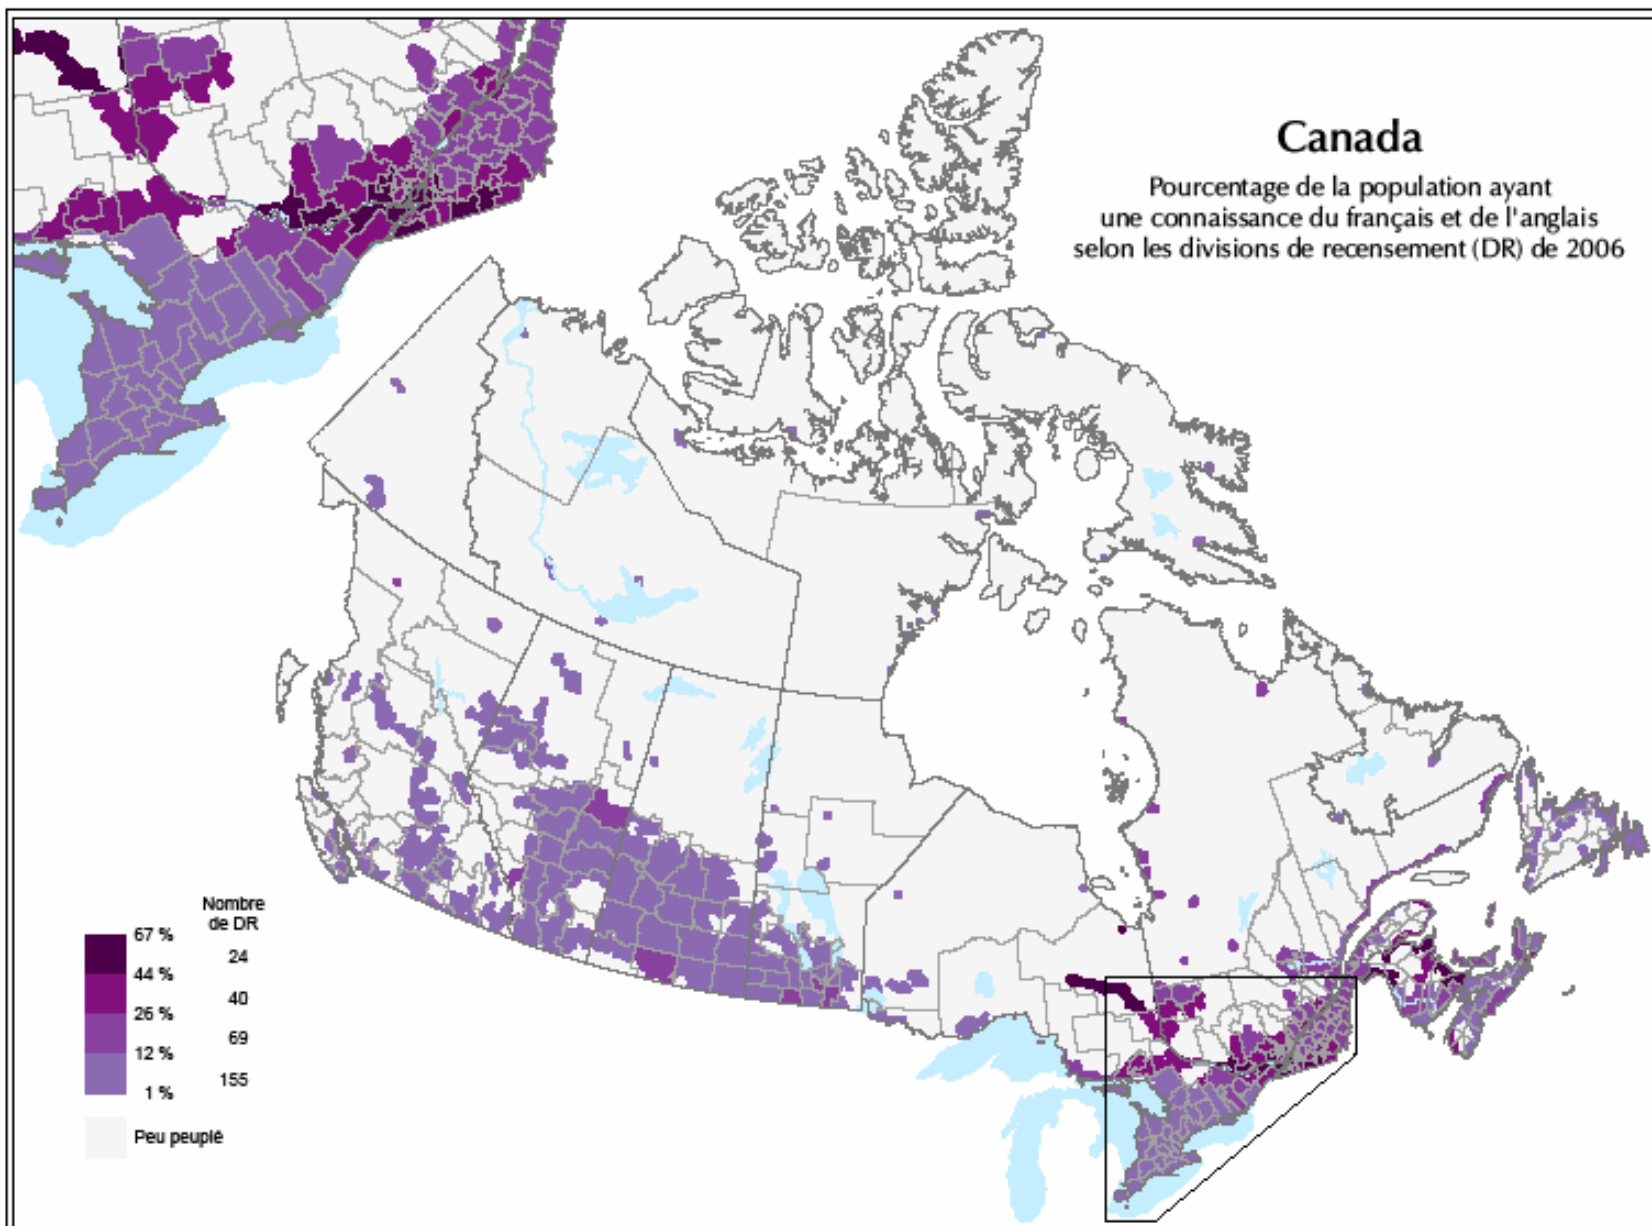 Canada
Pourcentage de la population ayant
une connaissance du français et de l'anglais
selon les divisions de recensement (DR) de 2006
Nombre
de DR
67 %
24
44 %
40
26 %
69
12 %
155
1 %
Peu peuplé